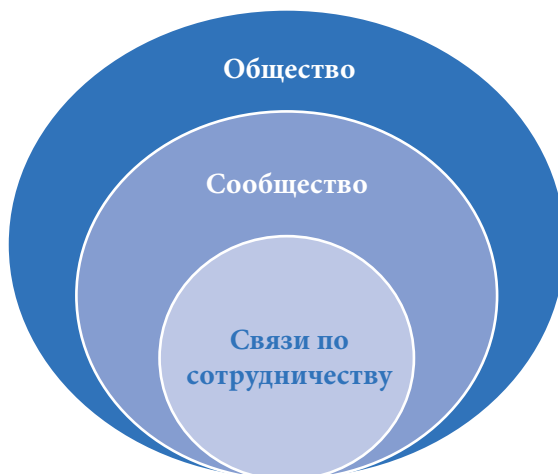 Общество
Сообщество
Связи по
сотрудничеству